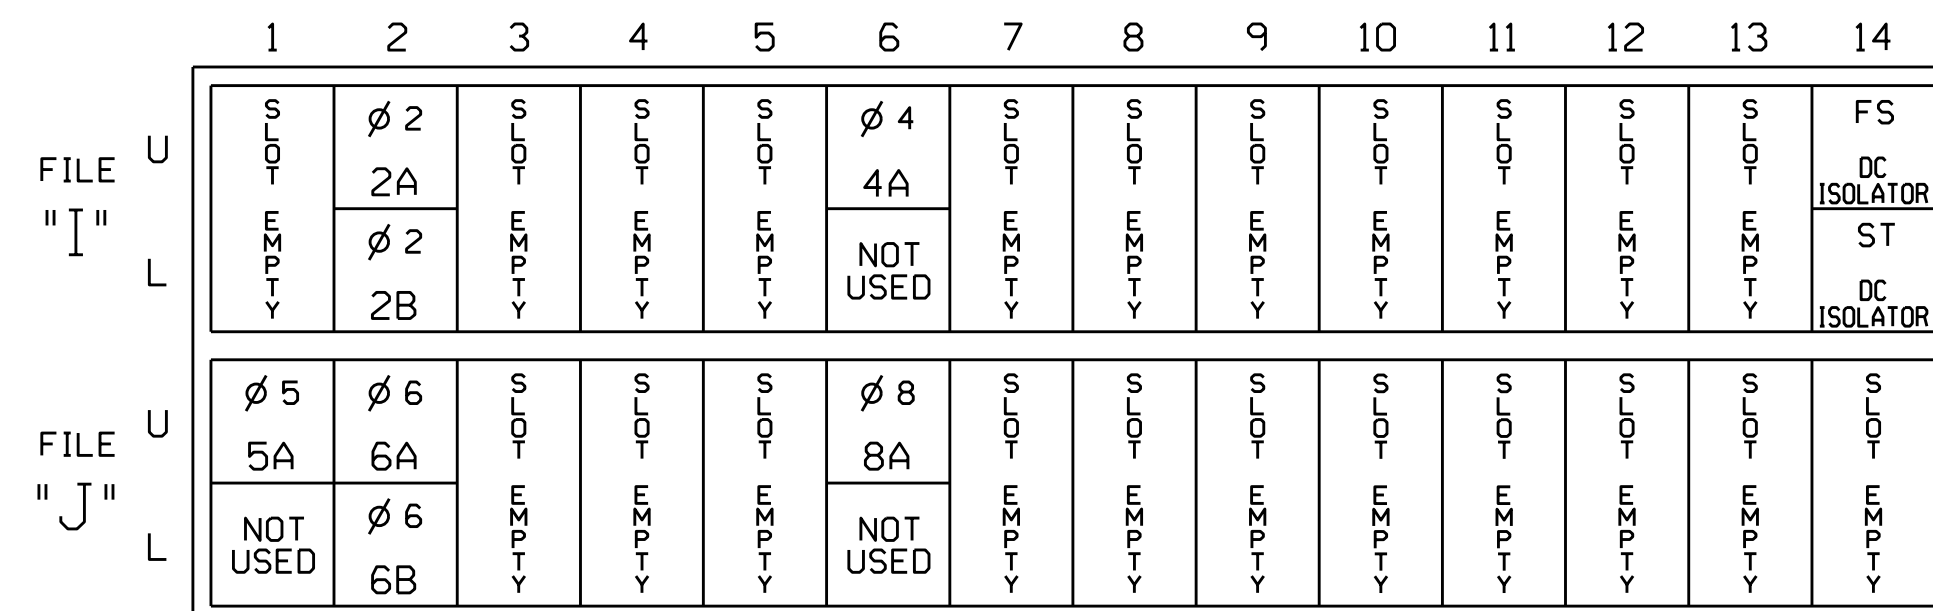 1 2 3 4 5 6 7 8 9 10 11 12 13 14
FILE "I"
U
L
SLOT EMPTY
Ø 2
2A
Ø 2
2B
SLOT EMPTY
SLOT EMPTY
SLOT EMPTY
Ø 4
4A
NOT
USED
SLOT EMPTY
SLOT EMPTY
SLOT EMPTY
SLOT EMPTY
SLOT EMPTY
SLOT EMPTY
SLOT EMPTY
FS
DC
ISOLATOR
ST
DC
ISOLATOR
FILE "J"
U
L
Ø 5
5A
NOT
USED
Ø 6
6A
Ø 6
6B
SLOT EMPTY
SLOT EMPTY
SLOT EMPTY
Ø 8
8A
NOT
USED
SLOT EMPTY
SLOT EMPTY
SLOT EMPTY
SLOT EMPTY
SLOT EMPTY
SLOT EMPTY
SLOT EMPTY
SLOT EMPTY